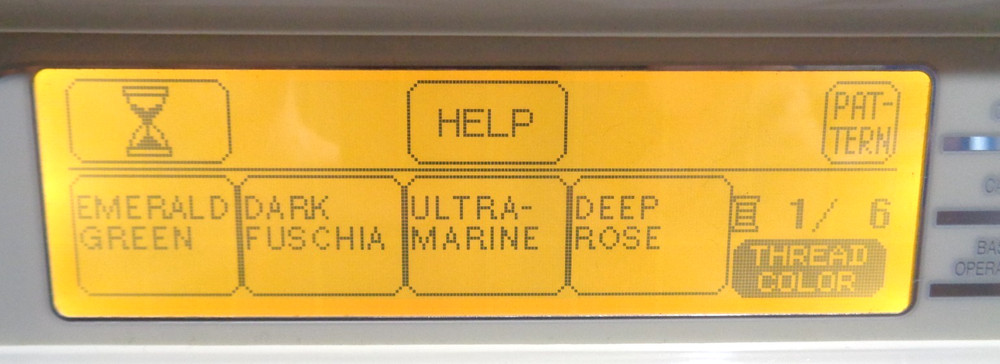 HELP
PAT-
TERN
EMERALD
GREEN
DARK
FUSCHIA
ULTRA-
MARINE
DEEP
ROSE
1/ 6
THREAD
COLOR